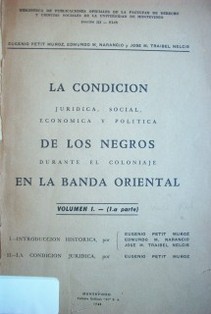 BIBLIOTECA DE PUBLICACIONES OFICIALES DE LA FACULTAD DE DERECHO
Y CIENCIAS SOCIALES DE LA UNIVERSIDAD DE MONTEVIDEO
EUGENIO PETIT MUÑOZ, EDMUNDO M. NARANCIO y JOSE M. TRAIBEL NELCIS
LA CONDICION
JURIDICA, SOCIAL,
ECONOMICA Y POLITICA
DE LOS NEGROS
DURANTE EL COLONIAJE
EN LA BANDA ORIENTAL
VOLUMEN I. — (1.a parte)
EUGENIO PETIT MUÑOZ
I.-INTRODUCCION HISTORICA, por EDMUNDO M. NARANCIO
JOSE M. TRAIBEL NELCIS
II.-LA CONDICION JURIDICA, por EUGENIO PETIT MUÑOZ
MONTEVIDEO